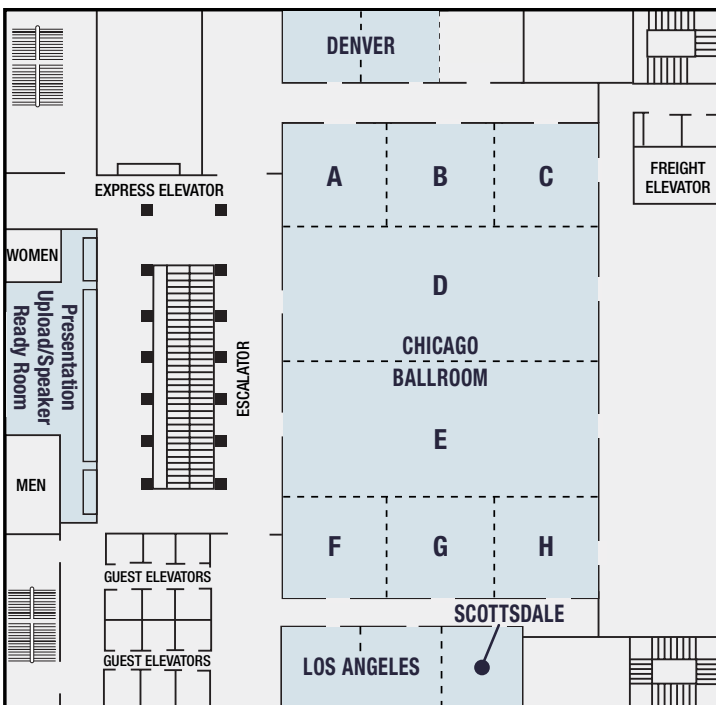 DENVER
A
B
C
EXPRESS ELEVATOR
FREIGHT
ELEVATOR
WOMEN
Presentation
Upload/Speaker
Ready Room
MEN
ESCALATOR
D
CHICAGO
BALLROOM
E
F
G
H
GUEST ELEVATORS
SCOTTSDALE
GUEST ELEVATORS
LOS ANGELES